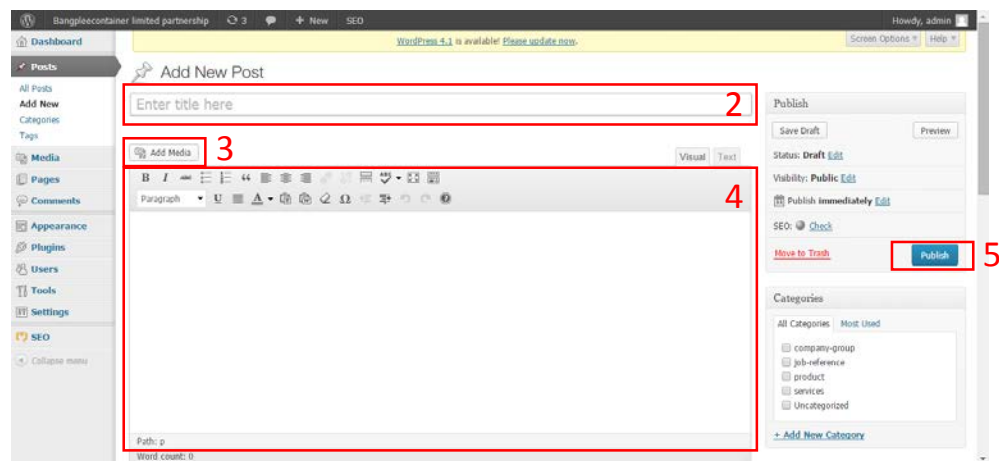 Bangpleecontainer limited partnership 3 + New SEO Howdy, admin
Dashboard
WordPress 4.1 is available! Please update now.
Screen Options Help
Posts
All Posts
Add New
Categories
Tags
Media
Pages
Comments
Appearance
Plugins
Users
Tools
Settings
SEO
Collapse menu
Add New Post
Enter title here 2
Add Media 3
Visual Text
B I ABC
Paragraph U A Ω
4
Path: p
Word count: 0
Publish
Save Draft Preview
Status: Draft Edit
Visibility: Public Edit
Publish immediately Edit
SEO: Check
Move to Trash Publish 5
Categories
All Categories Most Used
company-group
job-reference
product
services
Uncategorized
+ Add New Category